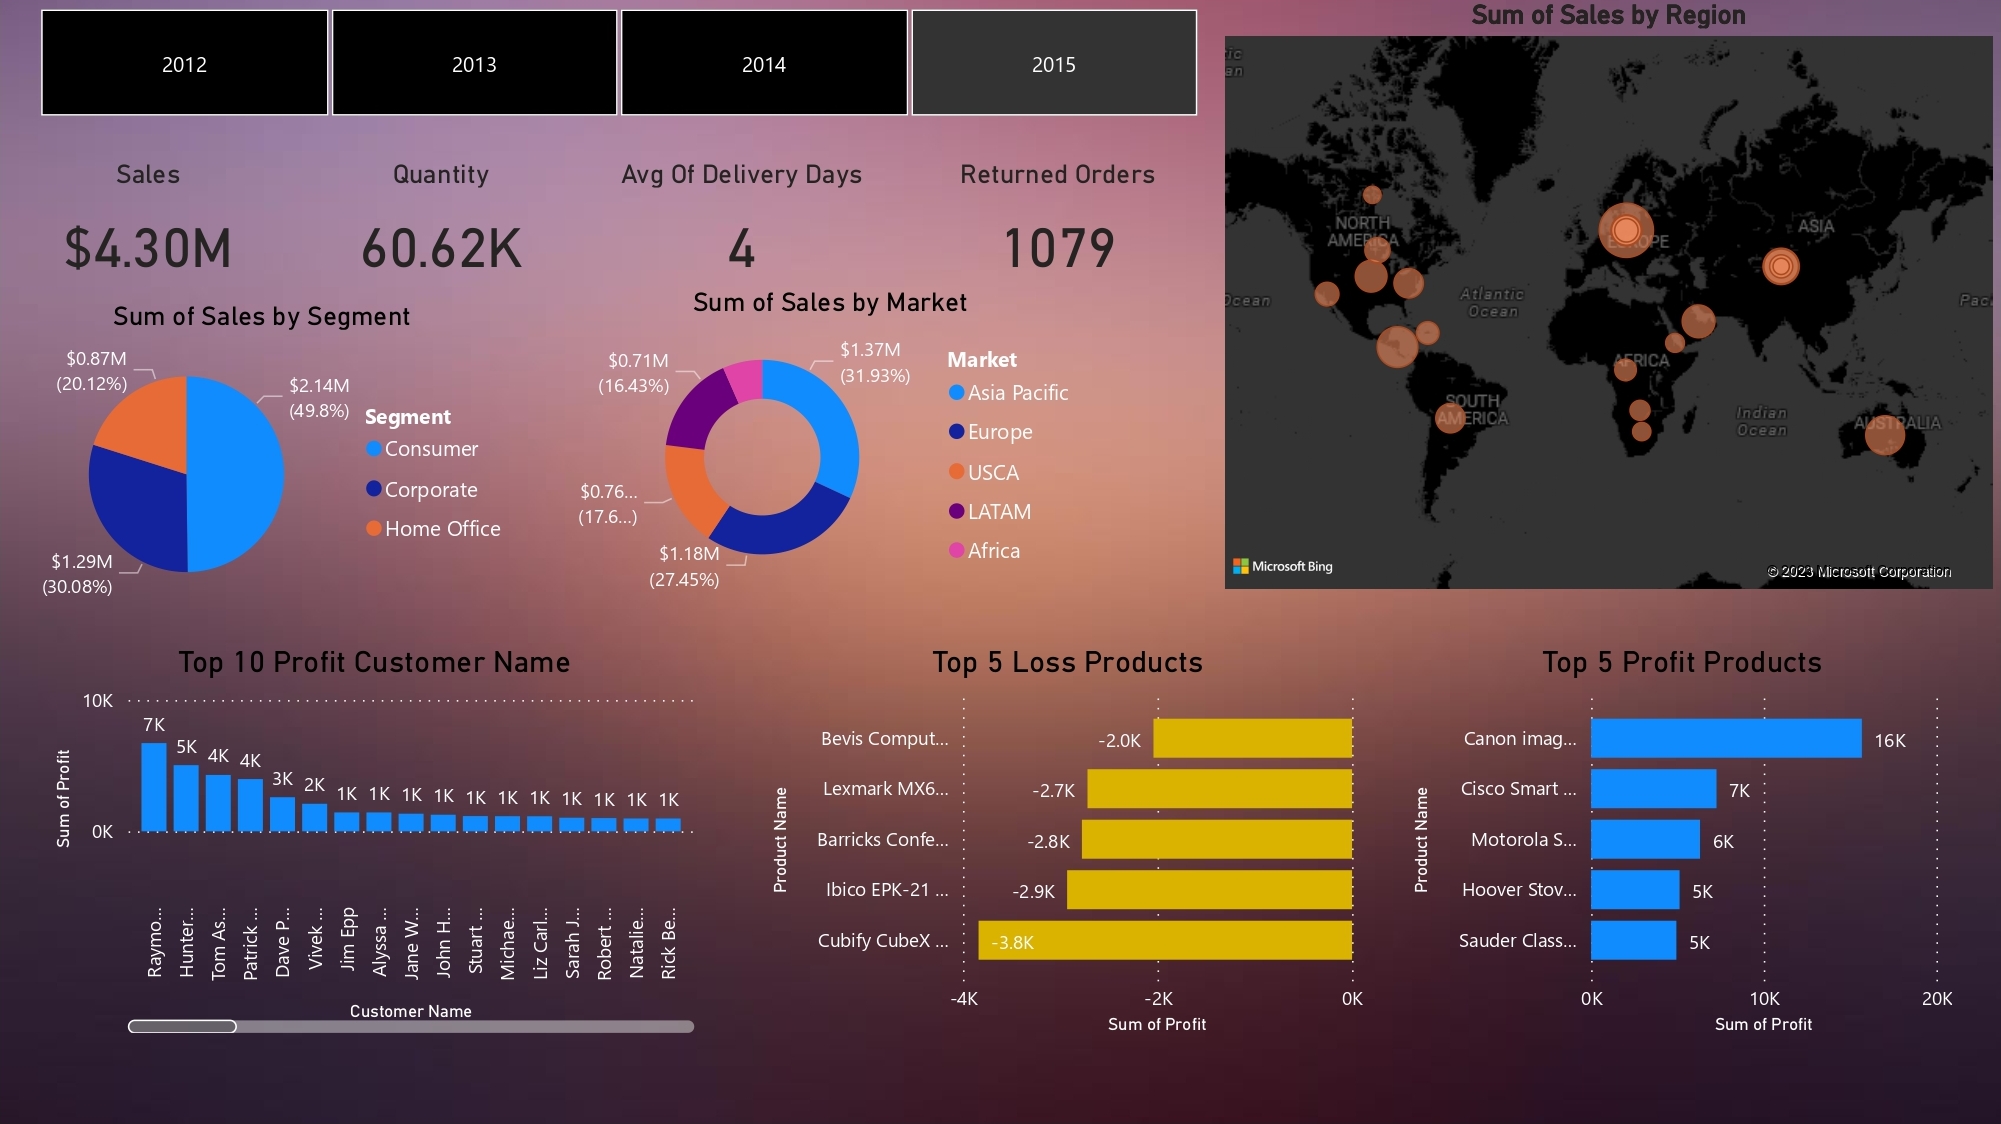 2012
2013
2014
2015
Sum of Sales by Region
Sales
Quantity
Avg Of Delivery Days
Returned Orders
$4.30M
60.62K
4
1079
Sum of Sales by Segment
$0.87M
(20.12%)
$2.14M
(49.8%)
$1.29M
(30.08%)
Segment
Consumer
Corporate
Home Office
Sum of Sales by Market
$0.71M
(16.43%)
$1.37M
(31.93%)
$0.76...
(17.6...)
$1.18M
(27.45%)
Market
Asia Pacific
Europe
USCA
LATAM
Africa
tic
an
NORTH
AMERICA
EUROPE
ASIA
Ocean
Atlantic
Ocean
Pac
AFRICA
SOUTH
AMERICA
Indian
Ocean
AUSTRALIA
Microsoft Bing
© 2023 Microsoft Corporation
Top 10 Profit Customer Name
Sum of Profit
10K
0K
7K
5K
4K
4K
3K
2K
1K
1K
1K
1K
1K
1K
1K
1K
1K
1K
1K
Raymo...
Hunter...
Tom As...
Patrick ...
Dave P...
Vivek ...
Jim Epp
Alyssa ...
Jane W...
John H...
Stuart ...
Michae...
Liz Carl...
Sarah J...
Robert ...
Natalie...
Rick Be...
Customer Name
Top 5 Loss Products
Product Name
Bevis Comput... -2.0K
Lexmark MX6... -2.7K
Barricks Confe... -2.8K
Ibico EPK-21 ... -2.9K
Cubify CubeX ... -3.8K
-4K -2K 0K
Sum of Profit
Top 5 Profit Products
Product Name
Canon imag... 16K
Cisco Smart ... 7K
Motorola S... 6K
Hoover Stov... 5K
Sauder Class... 5K
0K 10K 20K
Sum of Profit